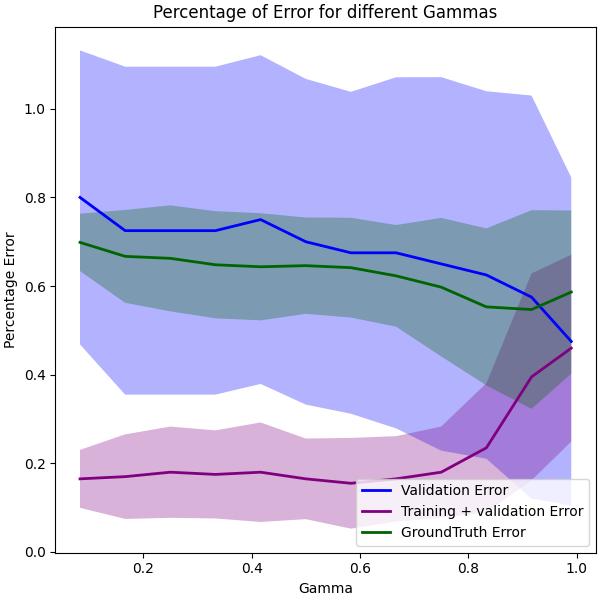 Percentage of Error for different Gammas
1.0
0.8
0.6
0.4
0.2
0.0
Percentage Error
Validation Error
Training + validation Error
GroundTruth Error
0.2 0.4 0.6 0.8 1.0
Gamma